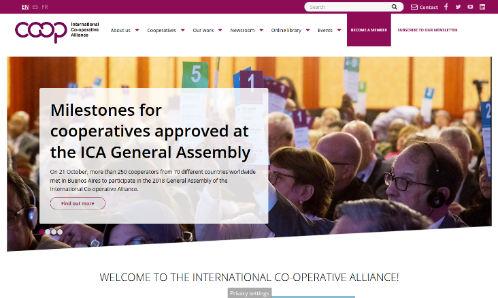 EN ES FR
Search
Contact
coop
International
Co-operative
Alliance
About us
Cooperatives
Our work
Newsroom
Online library
Events
BECOME A MEMBER
SUBSCRIBE TO OUR NEWSLETTER
5
1
Milestones for
cooperatives approved at
the ICA General Assembly
On 21 October, more than 250 cooperators from 70 different countries worldwide
met in Buenos Aires to participate in the 2018 General Assembly of the
International Co-operative Alliance.
Find out more
WELCOME TO THE INTERNATIONAL CO-OPERATIVE ALLIANCE!
Privacy settings